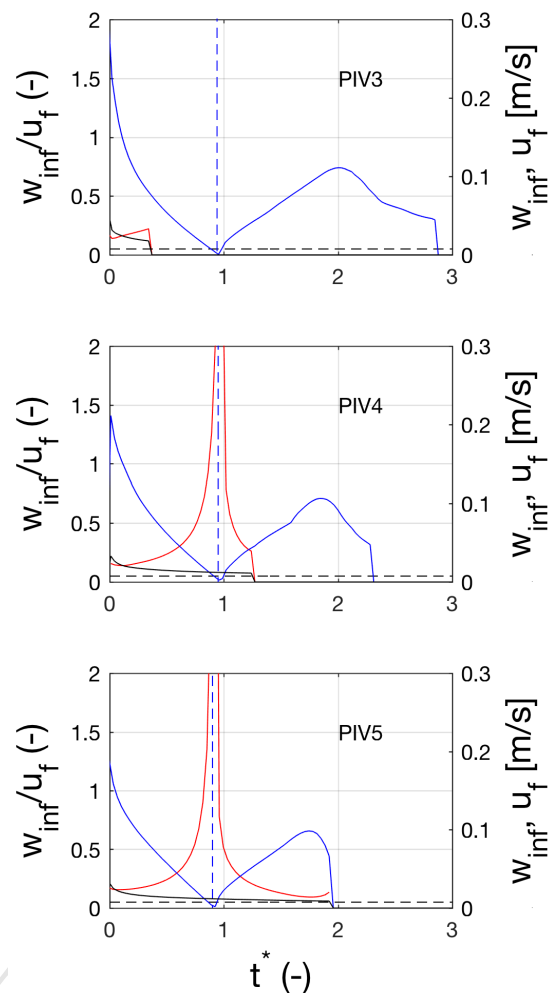 2
1.5
1
0.5
0
w_inf/u_f (-)
PIV3
0.3
0.2
0.1
0
w_inf, u_f [m/s]
0 1 2 3
2
1.5
1
0.5
0
w_inf/u_f (-)
PIV4
0.3
0.2
0.1
0
w_inf, u_f [m/s]
0 1 2 3
2
1.5
1
0.5
0
w_inf/u_f (-)
PIV5
0.3
0.2
0.1
0
w_inf, u_f [m/s]
0 1 2 3
t* (-)